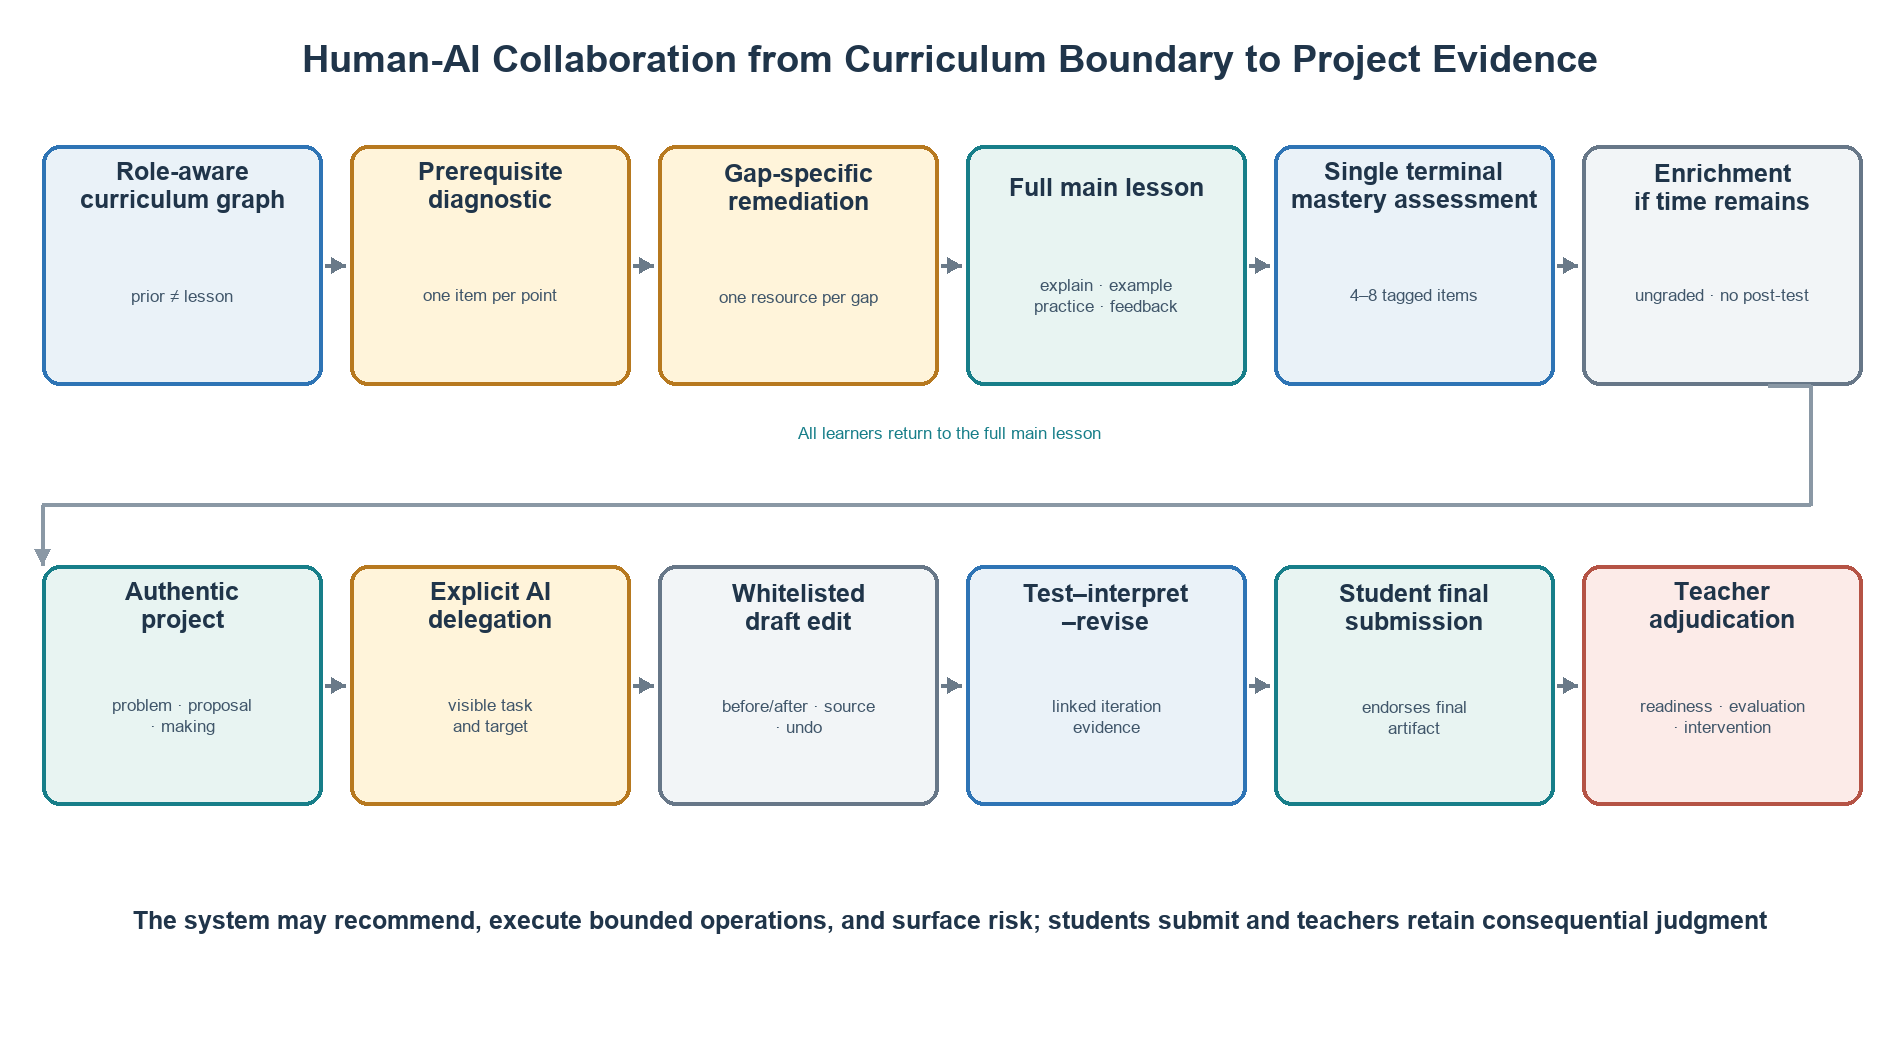 Human-AI Collaboration from Curriculum Boundary to Project Evidence
Role-aware
curriculum graph
prior ≠ lesson
Prerequisite
diagnostic
one item per point
Gap-specific
remediation
one resource per gap
Full main lesson
explain · example
practice · feedback
Single terminal
mastery assessment
4–8 tagged items
Enrichment
if time remains
ungraded · no post-test
All learners return to the full main lesson
Authentic
project
problem · proposal
· making
Explicit AI
delegation
visible task
and target
Whitelisted
draft edit
before/after · source
· undo
Test–interpret
–revise
linked iteration
evidence
Student final
submission
endorses final
artifact
Teacher
adjudication
readiness · evaluation
· intervention
The system may recommend, execute bounded operations, and surface risk; students submit and teachers retain consequential judgment